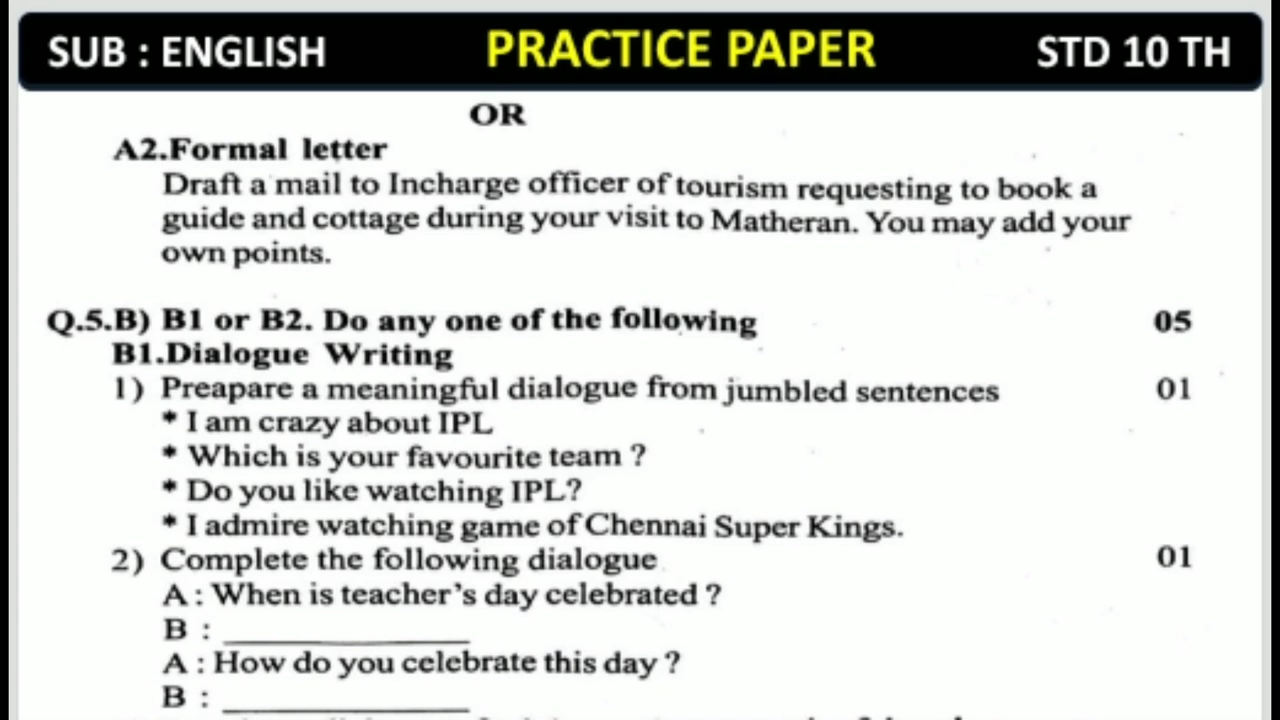 SUB : ENGLISH PRACTICE PAPER STD 10 TH
OR
A2.Formal letter
Draft a mail to Incharge officer of tourism requesting to book a
guide and cottage during your visit to Matheran. You may add your
own points.
Q.5.B) B1 or B2. Do any one of the following 05
B1.Dialogue Writing
1) Preapare a meaningful dialogue from jumbled sentences 01
* I am crazy about IPL
* Which is your favourite team ?
* Do you like watching IPL?
* I admire watching game of Chennai Super Kings.
2) Complete the following dialogue 01
A : When is teacher's day celebrated ?
B : ____________
A : How do you celebrate this day ?
B : ____________